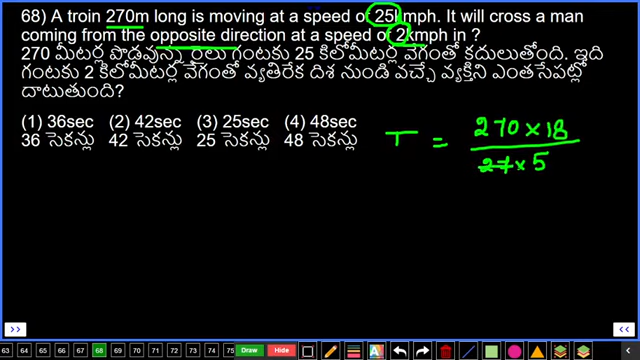 68) A troin 270m long is moving at a speed of 25kmph. It will cross a man
coming from the opposite direction at a speed of 2kmph in ?
270 మీటర్ల పొడవున్న రైలు గంటకు 25 కిలోమీటర్ల వేగంతో కదులుతోంది. ఇది
గంటకు 2 కిలోమీటర్ల వేగంతో వ్యతిరేక దిశ నుండి వచ్చే వ్యక్తిని ఎంతసేపట్లో
దాటుతుంది?
(1) 36sec (2) 42sec (3) 25sec (4) 48sec
36 సెకన్లు 42 సెకన్లు 25 సెకన్లు 48 సెకన్లు
T = 270 × 18
27 × 5
>> <<
63 64 65 66 67 68 69 70 71 72 73 74 75 Draw Hide A